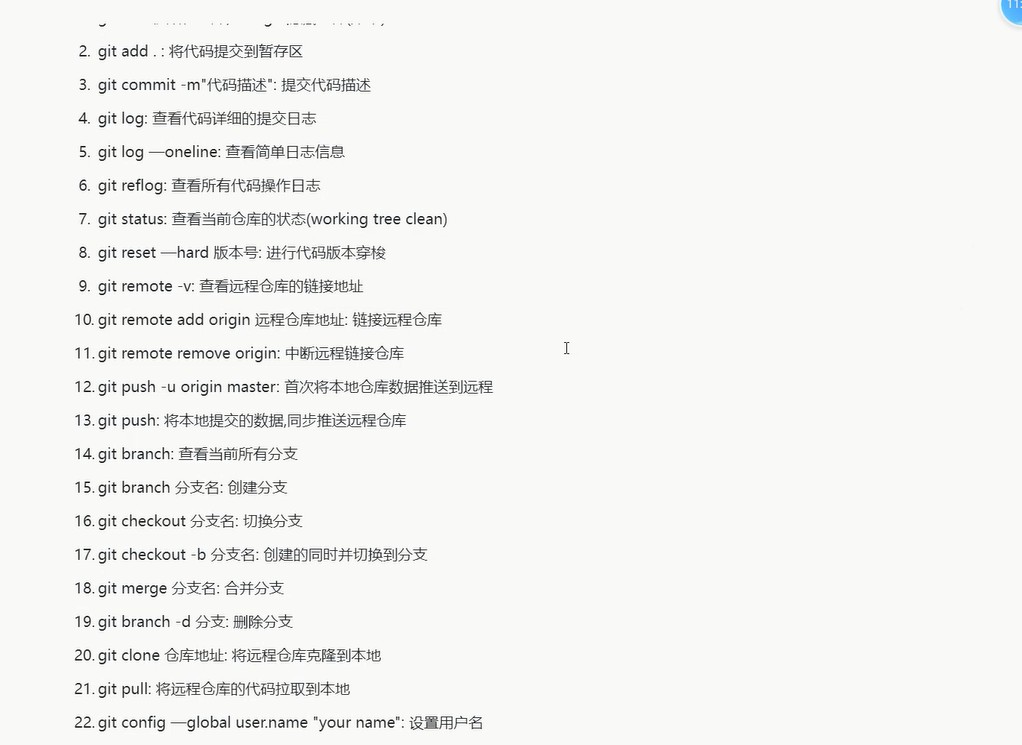 2. git add . : 将代码提交到暂存区
3. git commit -m"代码描述": 提交代码描述
4. git log: 查看代码详细的提交日志
5. git log —oneline: 查看简单日志信息
6. git reflog: 查看所有代码操作日志
7. git status: 查看当前仓库的状态(working tree clean)
8. git reset —hard 版本号: 进行代码版本穿梭
9. git remote -v: 查看远程仓库的链接地址
10. git remote add origin 远程仓库地址: 链接远程仓库
11. git remote remove origin: 中断远程链接仓库
12. git push -u origin master: 首次将本地仓库数据推送到远程
13. git push: 将本地提交的数据,同步推送远程仓库
14. git branch: 查看当前所有分支
15. git branch 分支名: 创建分支
16. git checkout 分支名: 切换分支
17. git checkout -b 分支名: 创建的同时并切换到分支
18. git merge 分支名: 合并分支
19. git branch -d 分支: 删除分支
20. git clone 仓库地址: 将远程仓库克隆到本地
21. git pull: 将远程仓库的代码拉取到本地
22. git config —global user.name "your name": 设置用户名